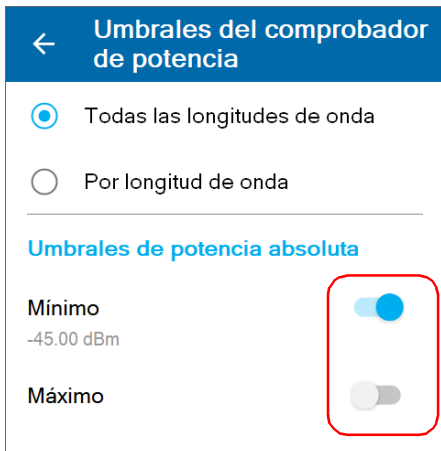 Umbrales del comprobador
de potencia
Todas las longitudes de onda
Por longitud de onda
Umbrales de potencia absoluta
Mínimo
-45.00 dBm
Máximo